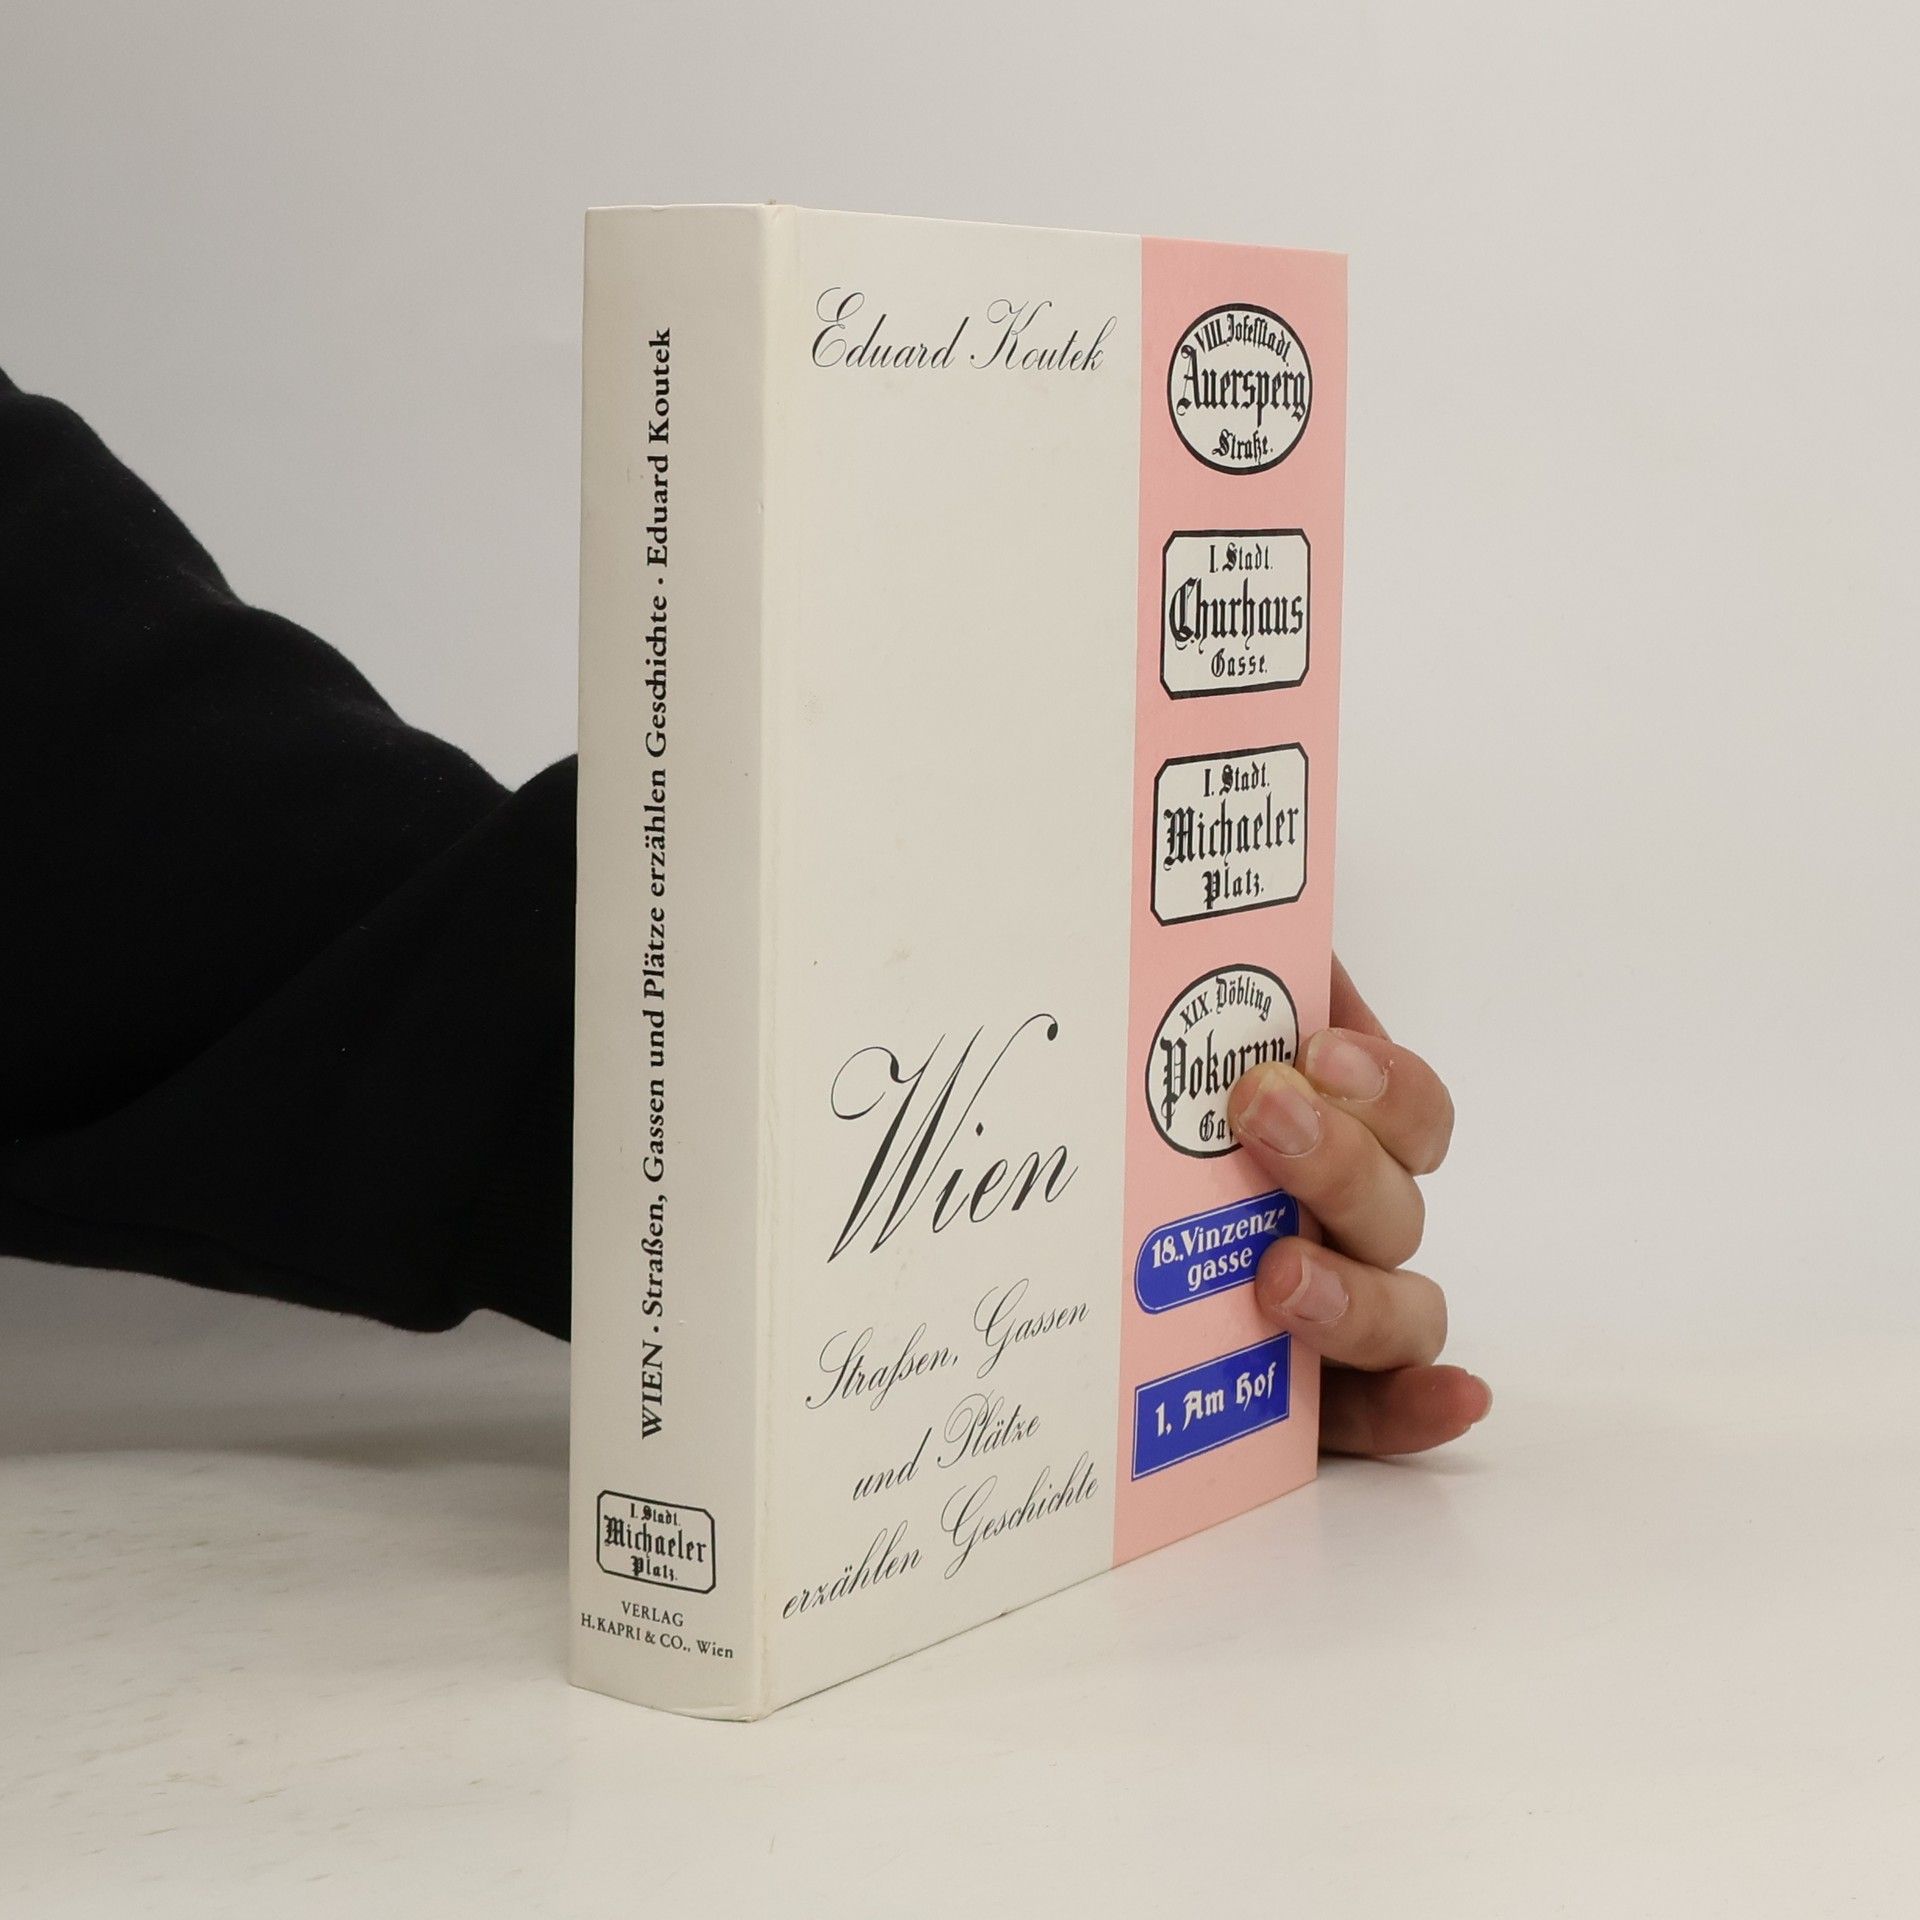 WIEN · Straßen, Gassen und Plätze erzählen Geschichte · Eduard Koutek
I. Stadt.
Michaeler
Platz.
VERLAG
H. KAPRI & CO., Wien
Eduard Koutek
Wien
Straßen, Gassen
und Plätze
erzählen Geschichte
VIII. Josefstadt.
Auersperg
Straße.
I. Stadt.
Churhaus
Gasse.
I. Stadt.
Michaeler
Platz.
XIX. Döbling
18., Vinzenz-
gasse
1, Am Hof